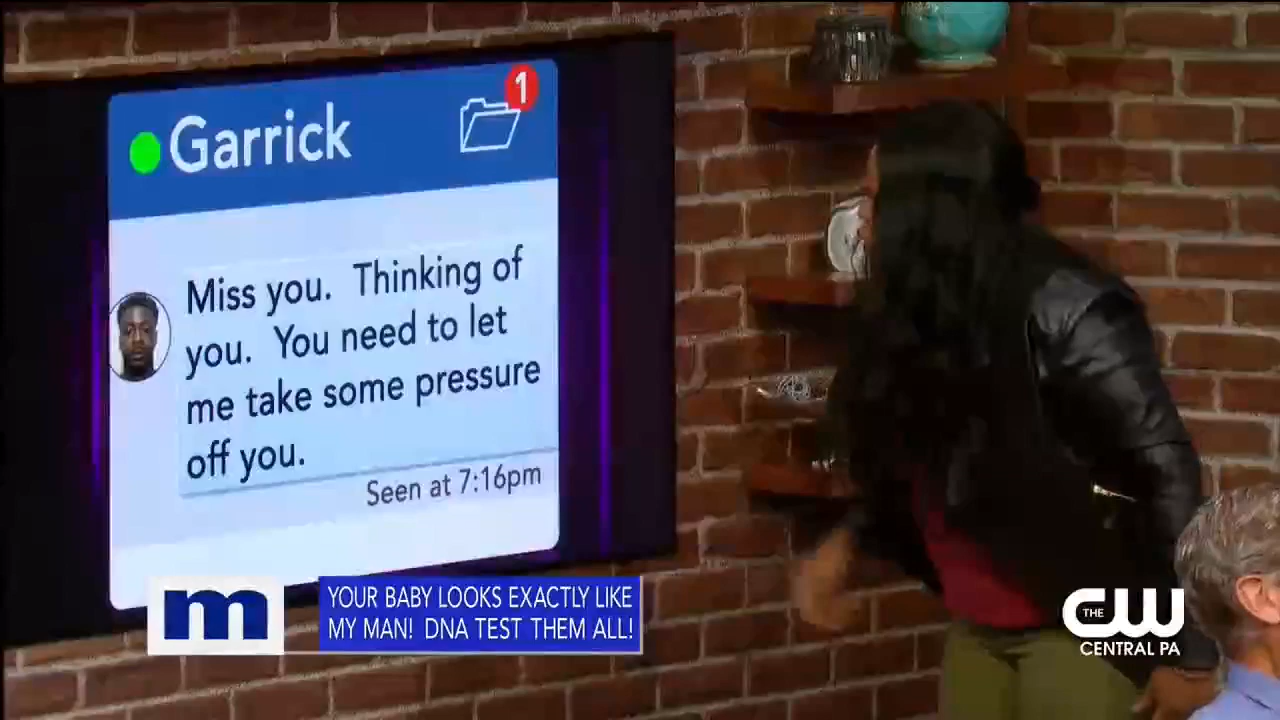 Garrick
1
Miss you. Thinking of
you. You need to let
me take some pressure
off you.
Seen at 7:16pm
m
YOUR BABY LOOKS EXACTLY LIKE
MY MAN! DNA TEST THEM ALL!
THE CW
CENTRAL PA